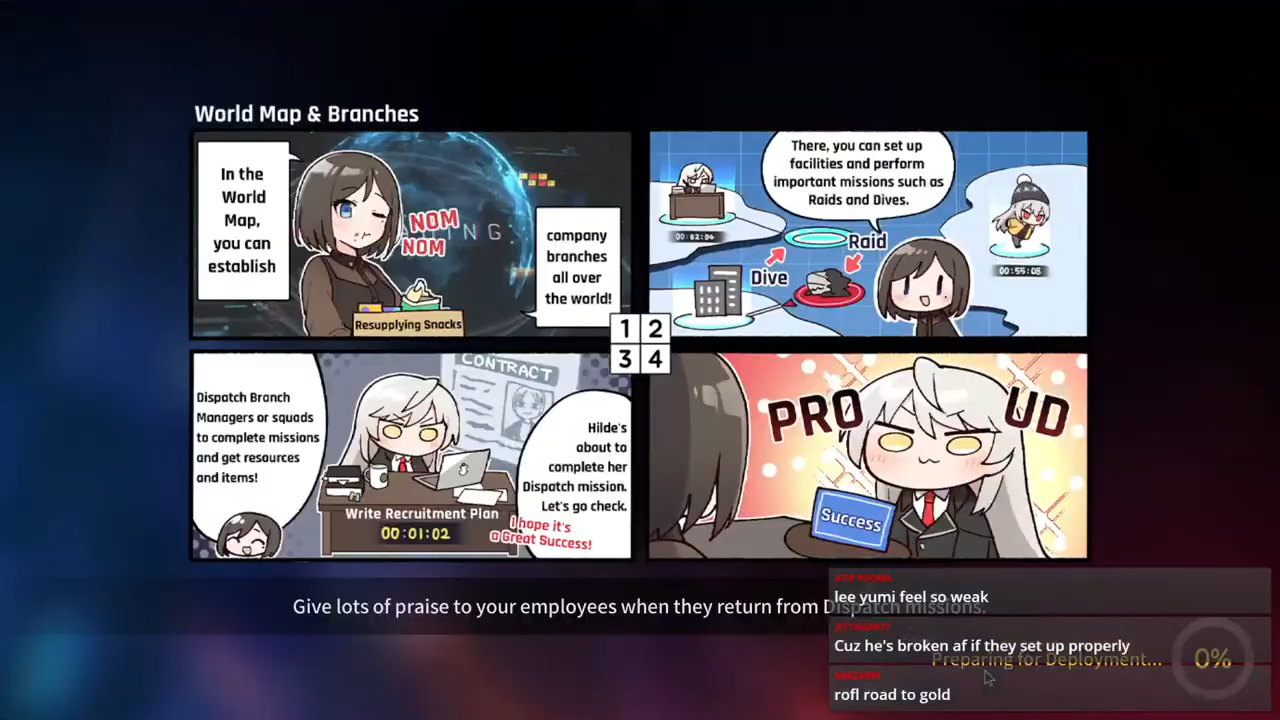 World Map & Branches
In the
World
Map,
you can
establish
NOM
NOM
company
branches
all over
the world!
Resupplying Snacks
There, you can set up
facilities and perform
important missions such as
Raids and Dives.
00:02:04
Raid
Dive
00:55:08
1 2
3 4
Dispatch Branch
Managers or squads
to complete missions
and get resources
and items!
CONTRACT
Hilde's
about to
complete her
Dispatch mission.
Let's go check.
I hope it's
a Great Success!
Write Recruitment Plan
00:01:02
PRO UD
Success
Give lots of praise to your employees when they return from Dispatch missions.
lee yumi feel so weak
Cuz he's broken af if they set up properly
Preparing for Deployment...
0%
rofl road to gold